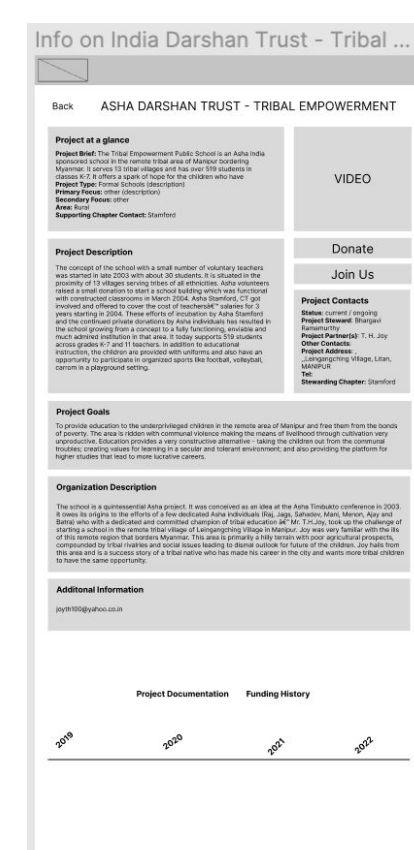 Info on India Darshan Trust - Tribal ...
Back
ASHA DARSHAN TRUST - TRIBAL EMPOWERMENT
Project at a glance
Project Brief: The Tribal Empowerment Public School is an Asha India
sponsored school in the remote tribal area of Manipur bordering
Myanmar. It serves 13 tribal villages and has over 519 students in
classes K-7. It offers a spark of hope for the children who have
Project Type: Formal Schools (description)
Primary Focus: other (description)
Secondary Focus: other
Area: Rural
Supporting Chapter Contact: Stamford
VIDEO
Project Description
The concept of the school with a small number of voluntary teachers
was started in late 2003 with about 30 students. It is situated in the
proximity of 13 villages serving tribes of all ethnicities. Asha volunteers
raised a small donation to start a school building which was functional
with constructed classrooms in March 2004. Asha Stamford, CT got
involved and offered to cover the cost of teachersâ€™ salaries for 3
years starting in 2004. These efforts of incubation by Asha Stamford
and the continued private donations by Asha individuals has resulted in
the school growing from a concept to a fully functioning, enviable and
much admired institution in that area. It today supports 519 students
across grades K-7 and 11 teachers. In addition to educational
instruction, the children are provided with uniforms and also have an
opportunity to participate in organized sports like football, volleyball,
carrom in a playground setting.
Donate
Join Us
Project Contacts
Status: current / ongoing
Project Steward: Bhargavi
Ramamurthy
Project Partner(s): T. H. Joy
Other Contacts:
Project Address: ,
,,Leingangching Village, Litan,
MANIPUR
Tel:
Stewarding Chapter: Stamford
Project Goals
To provide education to the underprivileged children in the remote area of Manipur and free them from the bonds
of poverty. The area is ridden with communal violence making the means of livelihood through cultivation very
unproductive. Education provides a very constructive alternative - taking the children out from the communal
troubles; creating values for learning in a secular and tolerant environment; and also providing the platform for
higher studies that lead to more lucrative careers.
Organization Description
The school is a quintessential Asha project. It was conceived as an idea at the Asha Timbukto conference in 2003.
It owes its origins to the efforts of a few dedicated Asha individuals (Raj, Jaga, Sahadev, Mani, Menon, Ajay and
Batra) who with a dedicated and committed champion of tribal education â€" Mr. T.H.Joy, took up the challenge of
starting a school in the remote tribal village of Leingangching Village in Manipur. Joy was very familiar with the ills
of this remote region that borders Myanmar. This area is primarily a hilly terrain with poor agricultural prospects,
compounded by tribal rivalries and social issues leading to dismal outlook for future of the children. Joy hails from
this area and is a success story of a tribal native who has made his career in the city and wants more tribal children
to have the same opportunity.
Additonal Information
joyth100@yahoo.co.in
Project Documentation
Funding History
2019
2020
2021
2022